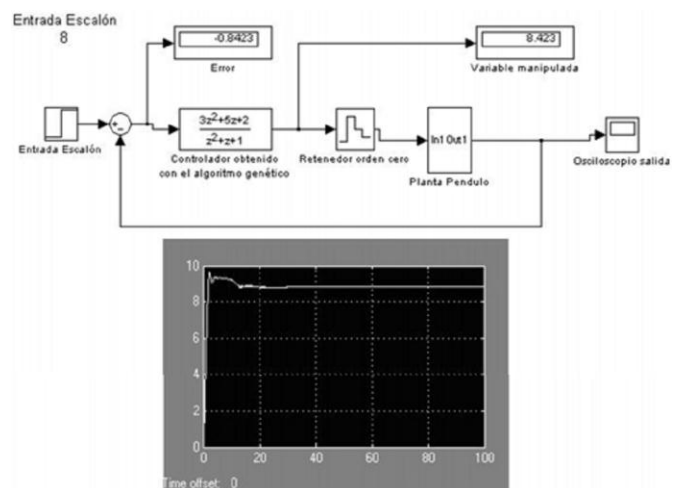 Entrada Escalón
8
-0.8423
Error
8.423
Variable manipulada
Entrada Escalón
+
-
3z²+5z+2
z²+z+1
Controlador obtenido
con el algoritmo genético
Retenedor orden cero
In1 Out1
Planta Pendulo
Osciloscopio salida
10
8
6
4
2
0
0
20
40
60
80
100
Time offset: 0